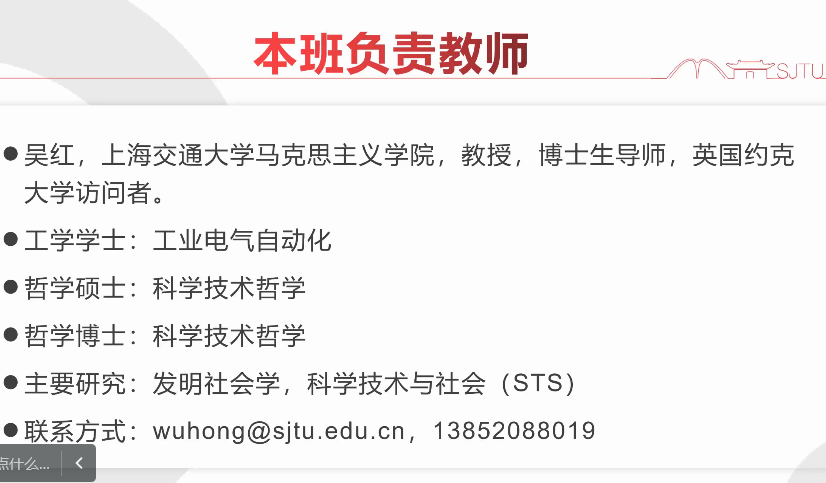 本班负责教师
SJTU
●吴红，上海交通大学马克思主义学院，教授，博士生导师，英国约克
大学访问者。
●工学学士：工业电气自动化
●哲学硕士：科学技术哲学
●哲学博士：科学技术哲学
●主要研究：发明社会学，科学技术与社会（STS）
●联系方式：wuhong@sjtu.edu.cn，13852088019
点什么...